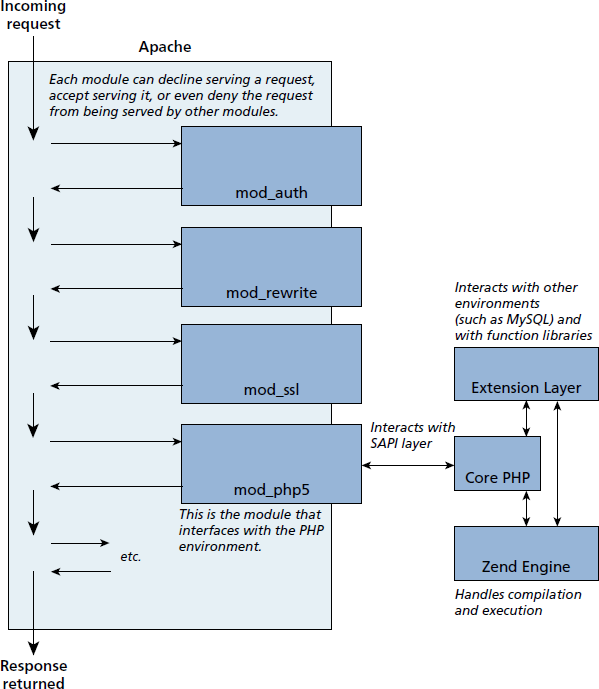 Incoming
request
Apache
Each module can decline serving a request,
accept serving it, or even deny the request
from being served by other modules.
mod_auth
mod_rewrite
mod_ssl
mod_php5
This is the module that
interfaces with the PHP
environment.
etc.
Response
returned
Interacts with
SAPI layer
Interacts with other
environments
(such as MySQL) and
with function libraries
Extension Layer
Core PHP
Zend Engine
Handles compilation
and execution